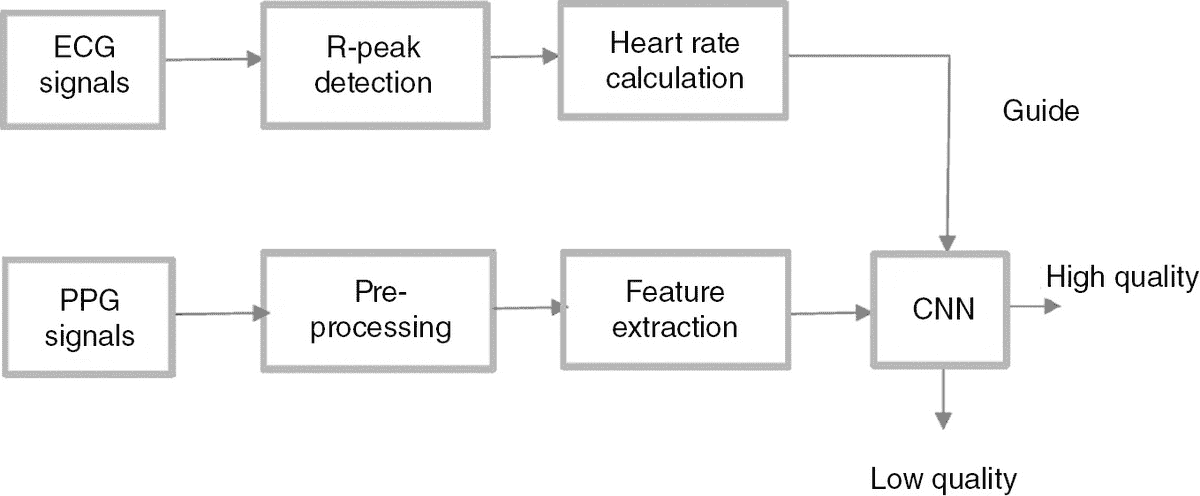 ECG
signals
R-peak
detection
Heart rate
calculation
Guide
PPG
signals
Pre-
processing
Feature
extraction
CNN
High quality
Low quality